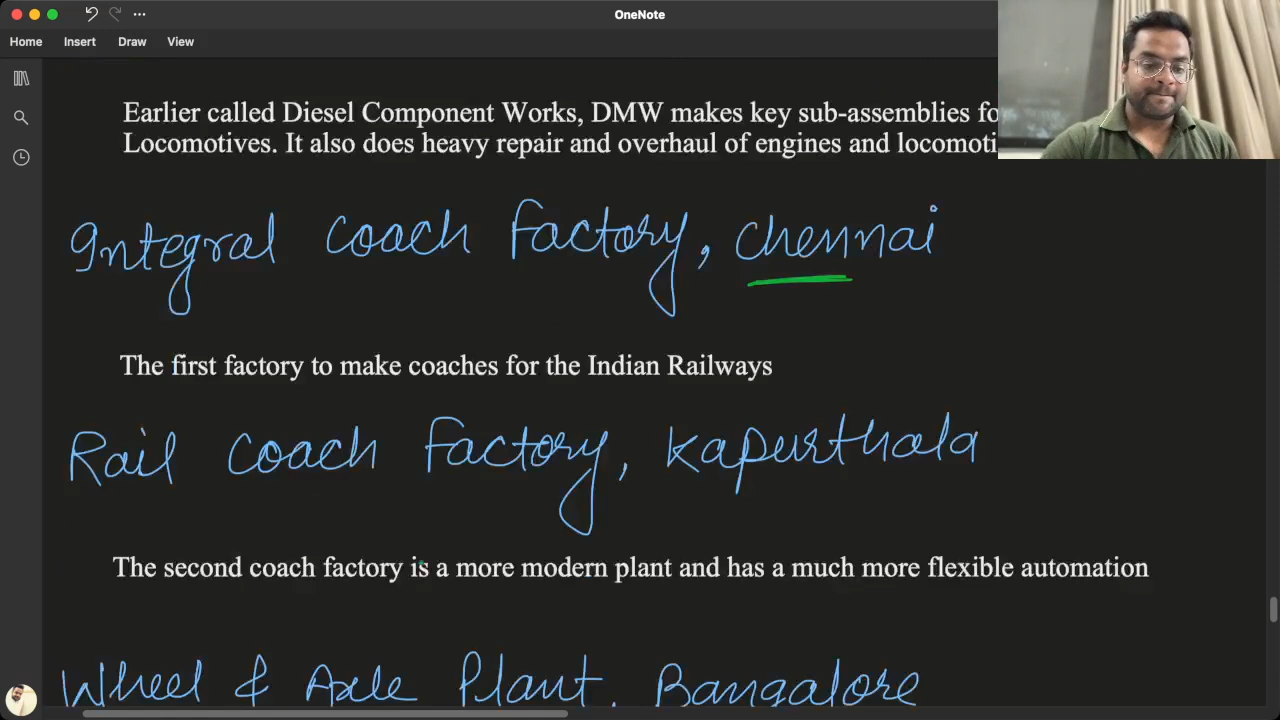 OneNote
Home Insert Draw View
Earlier called Diesel Component Works, DMW makes key sub-assemblies fo
Locomotives. It also does heavy repair and overhaul of engines and locomoti
Integral Coach Factory, Chennai
The first factory to make coaches for the Indian Railways
Rail Coach Factory, Kapurthala
The second coach factory is a more modern plant and has a much more flexible automation
Wheel & Axle Plant, Bangalore